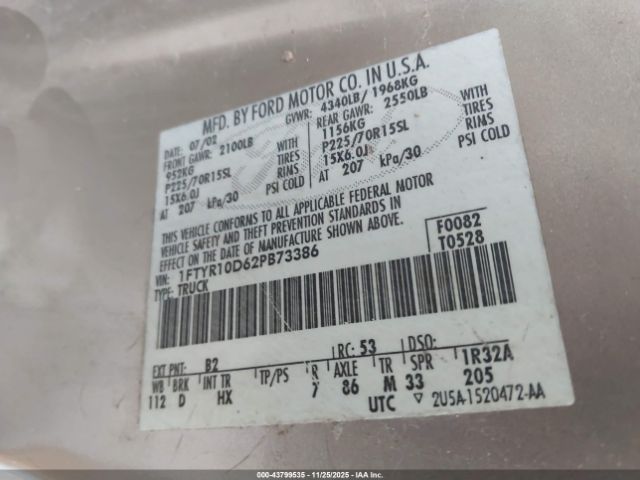 MFD. BY FORD MOTOR CO. IN U.S.A.
DATE: 07/02 GVWR: 4340LB/ 1968KG
FRONT GAWR: 2100LB REAR GAWR: 2550LB
952KG WITH 1156KG WITH
P225/70R15SL TIRES P225/70R15SL TIRES
15X6.0J RIMS 15X6.0J RIMS
AT 207 kPa/30 PSI COLD AT 207 kPa/30 PSI COLD
THIS VEHICLE CONFORMS TO ALL APPLICABLE FEDERAL MOTOR
VEHICLE SAFETY AND THEFT PREVENTION STANDARDS IN
EFFECT ON THE DATE OF MANUFACTURE SHOWN ABOVE.
VIN: 1FTYR10D62PB73386 F0082
TYPE: TRUCK T0528
EXT PNT: B2 RC: 53 DSO:
WB BRK INT TR TP/PS R AXLE TR SPR 1R32A
112 D HX 7 86 M 33 205
UTC ▽ 2U5A-1520472-AA
000-43799535 - 11/25/2025 - IAA Inc.